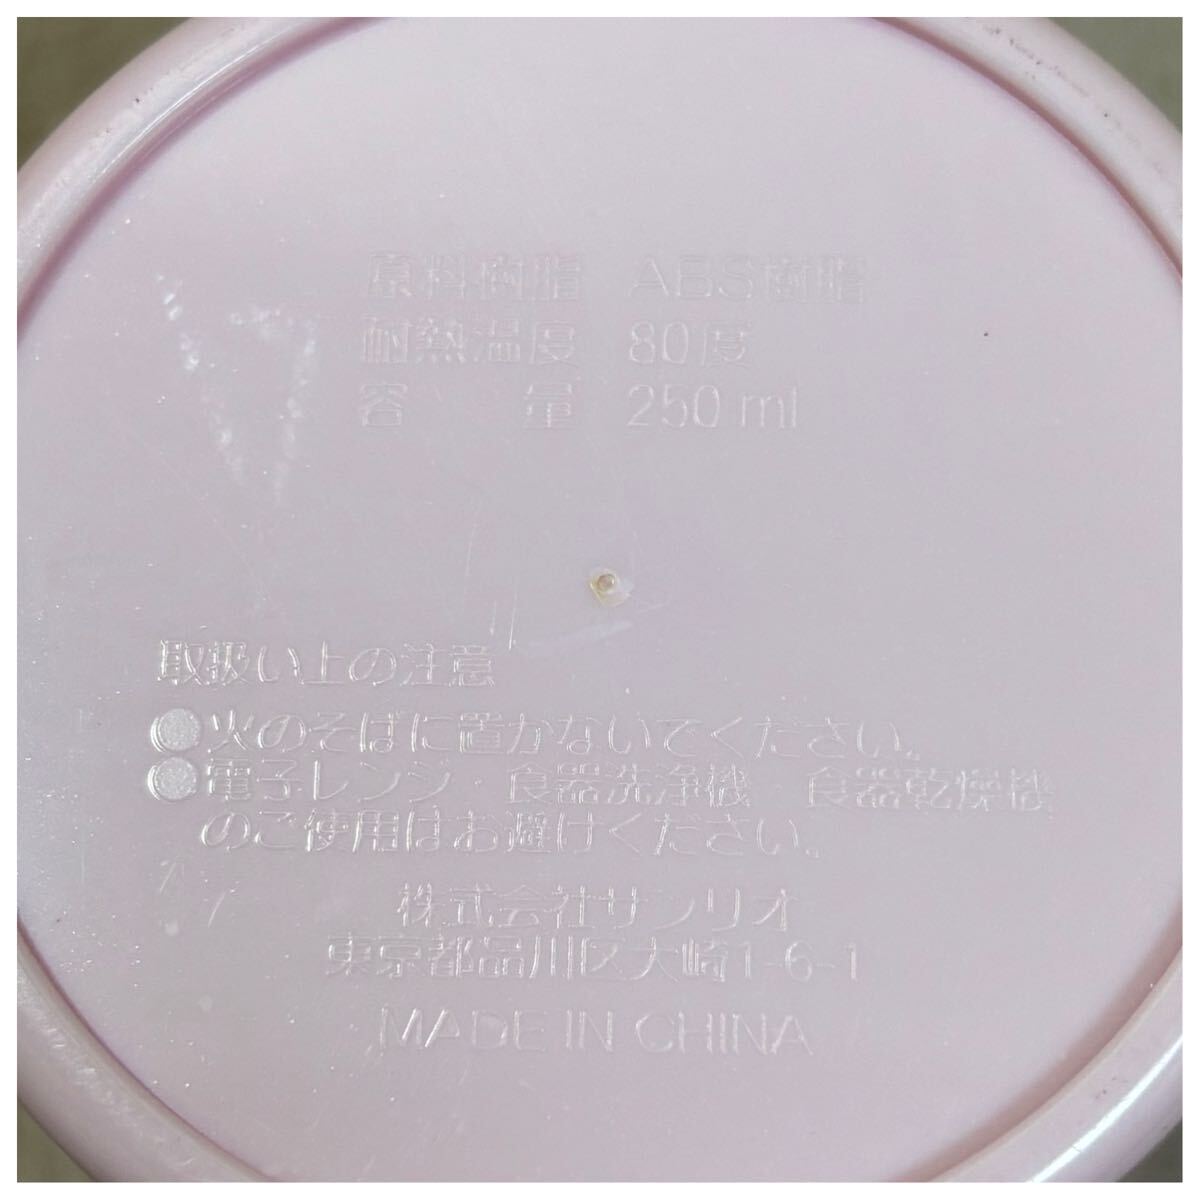 原料樹脂 ABS樹脂
耐熱温度 80度
容量 250 ml
取扱い上の注意
●火のそばに置かないでください。
●電子レンジ・食器洗浄機・食器乾燥機
のご使用はお避けください。
株式会社サンリオ
東京都品川区大崎1-6-1
MADE IN CHINA